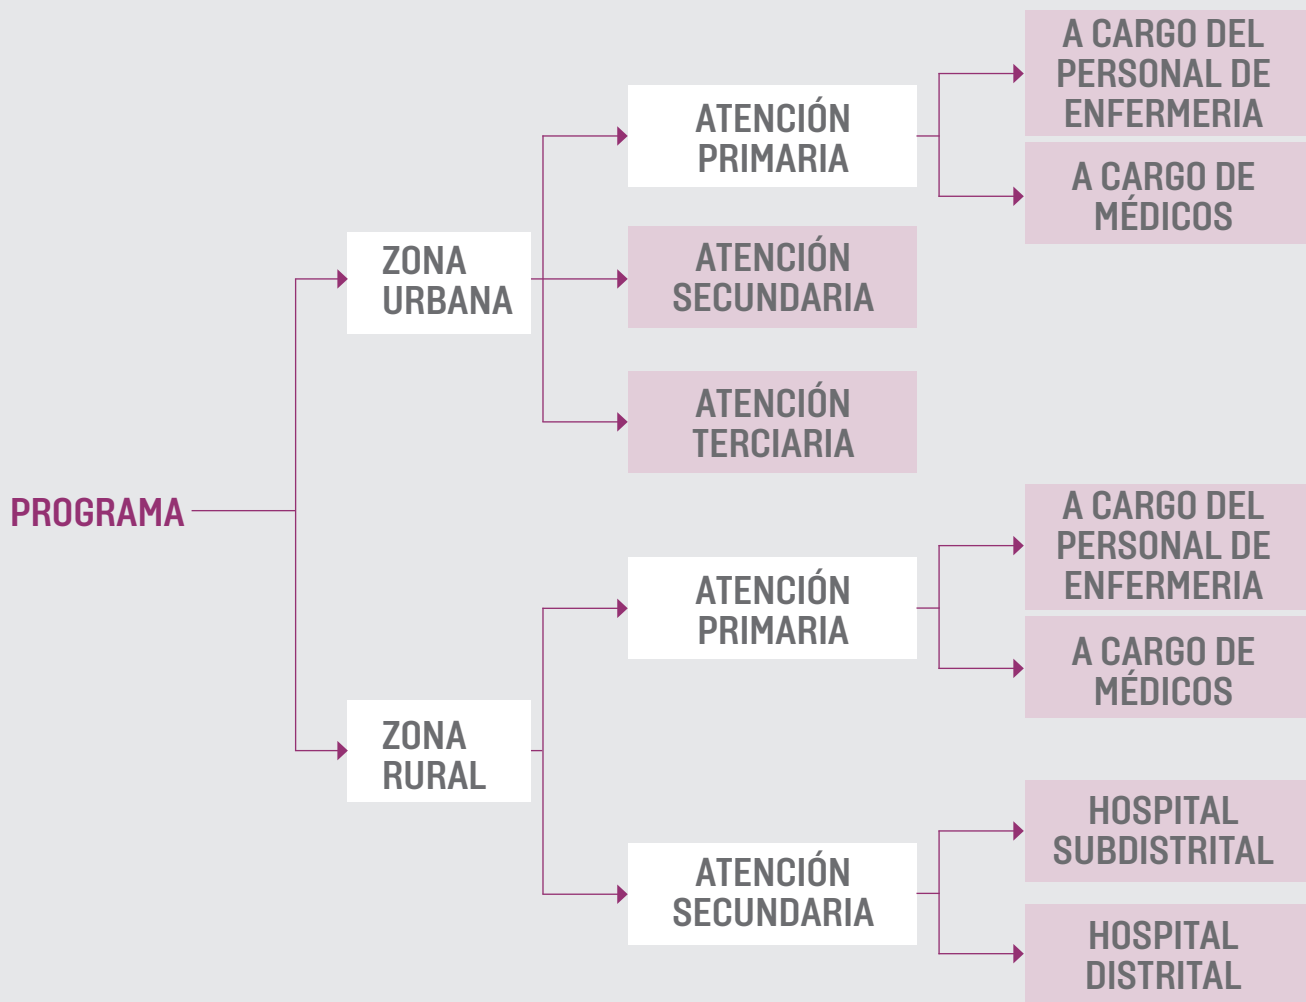 PROGRAMA
ZONA
URBANA
ATENCIÓN
PRIMARIA
A CARGO DEL
PERSONAL DE
ENFERMERIA
A CARGO DE
MÉDICOS
ATENCIÓN
SECUNDARIA
ATENCIÓN
TERCIARIA
ZONA
RURAL
ATENCIÓN
PRIMARIA
A CARGO DEL
PERSONAL DE
ENFERMERIA
A CARGO DE
MÉDICOS
ATENCIÓN
SECUNDARIA
HOSPITAL
SUBDISTRITAL
HOSPITAL
DISTRITAL